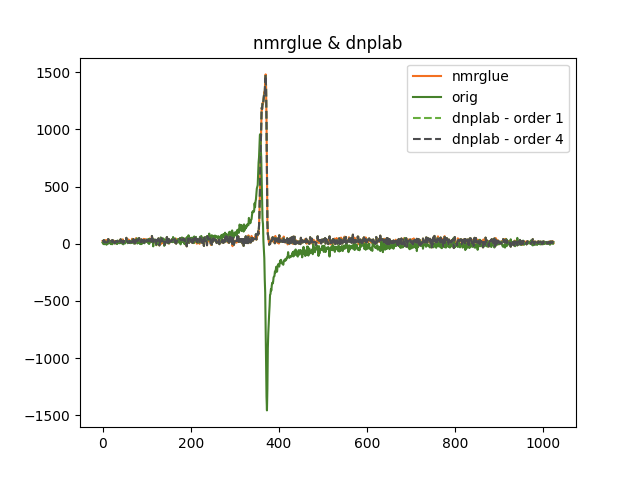 nmrglue & dnplab
nmrglue
orig
dnplab - order 1
dnplab - order 4
1500
1000
500
0
−500
−1000
−1500
0
200
400
600
800
1000